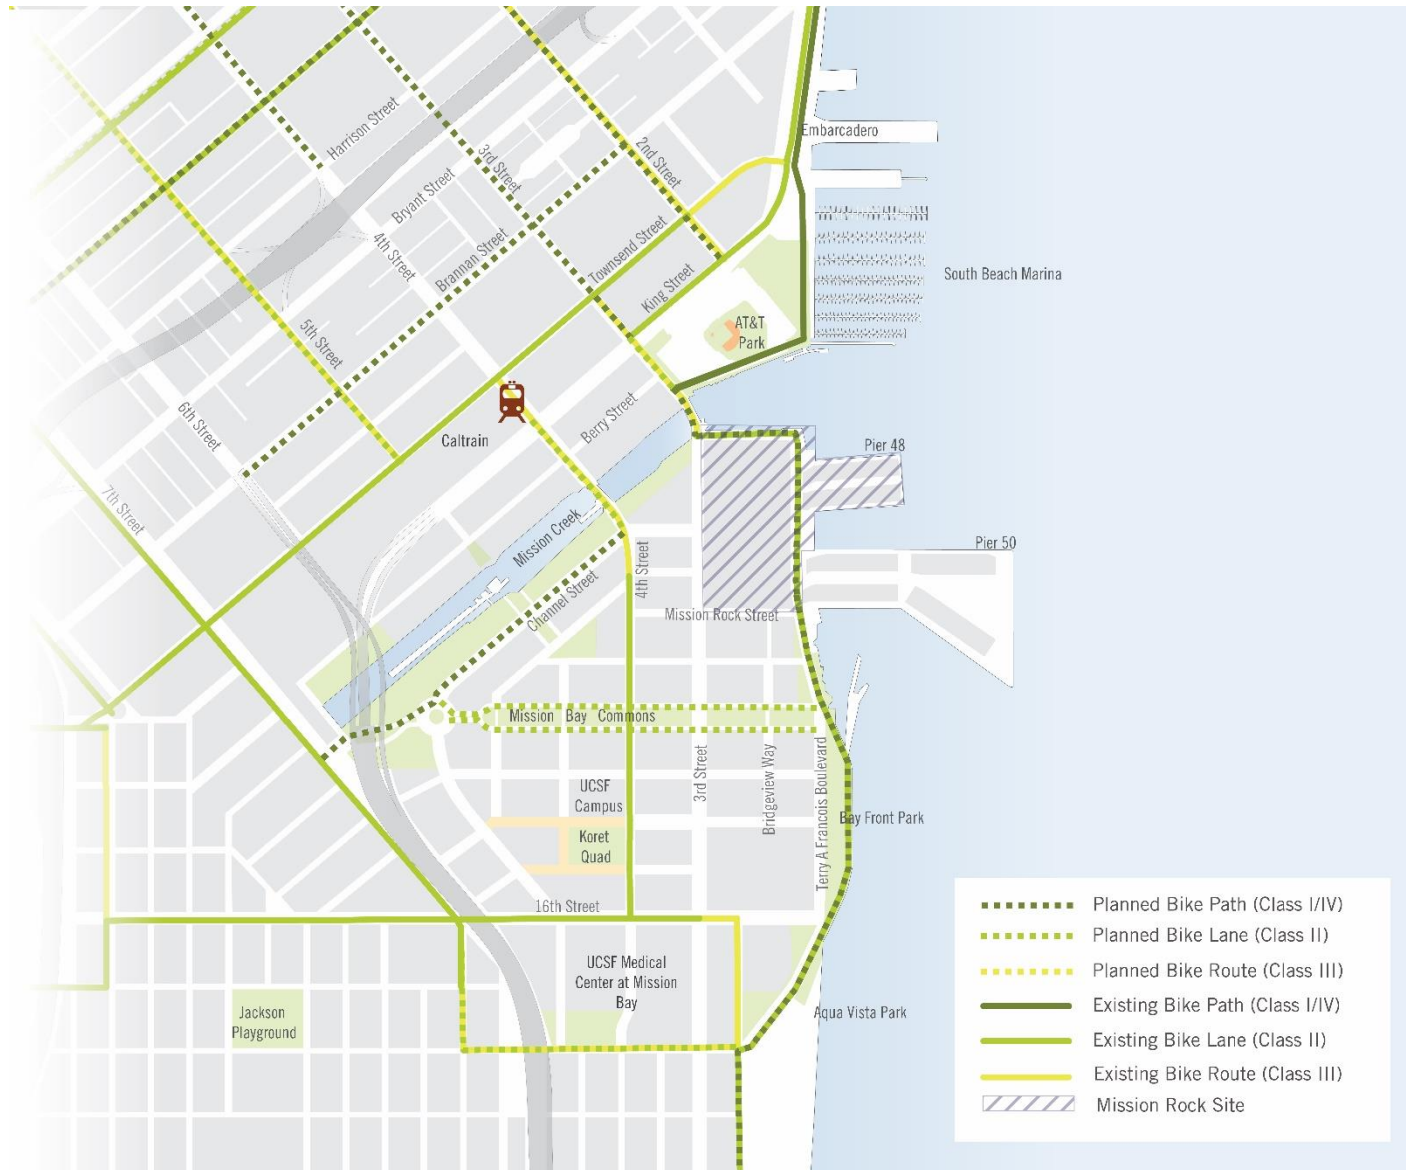 Embarcadero
Harrison Street
3rd Street
2nd Street
Bryant Street
4th Street
Brannan Street
Townsend Street
King Street
South Beach Marina
AT&T
Park
5th Street
6th Street
Caltrain
Berry Street
Pier 48
7th Street
Mission Creek
Pier 50
4th Street
Channel Street
Mission Rock Street
Mission Bay Commons
3rd Street
Bridgeview Way
Terry A Francois Boulevard
UCSF
Campus
Bay Front Park
Koret
Quad
16th Street
UCSF Medical
Center at Mission
Bay
Jackson
Playground
Aqua Vista Park
Planned Bike Path (Class I/IV)
Planned Bike Lane (Class II)
Planned Bike Route (Class III)
Existing Bike Path (Class I/IV)
Existing Bike Lane (Class II)
Existing Bike Route (Class III)
Mission Rock Site